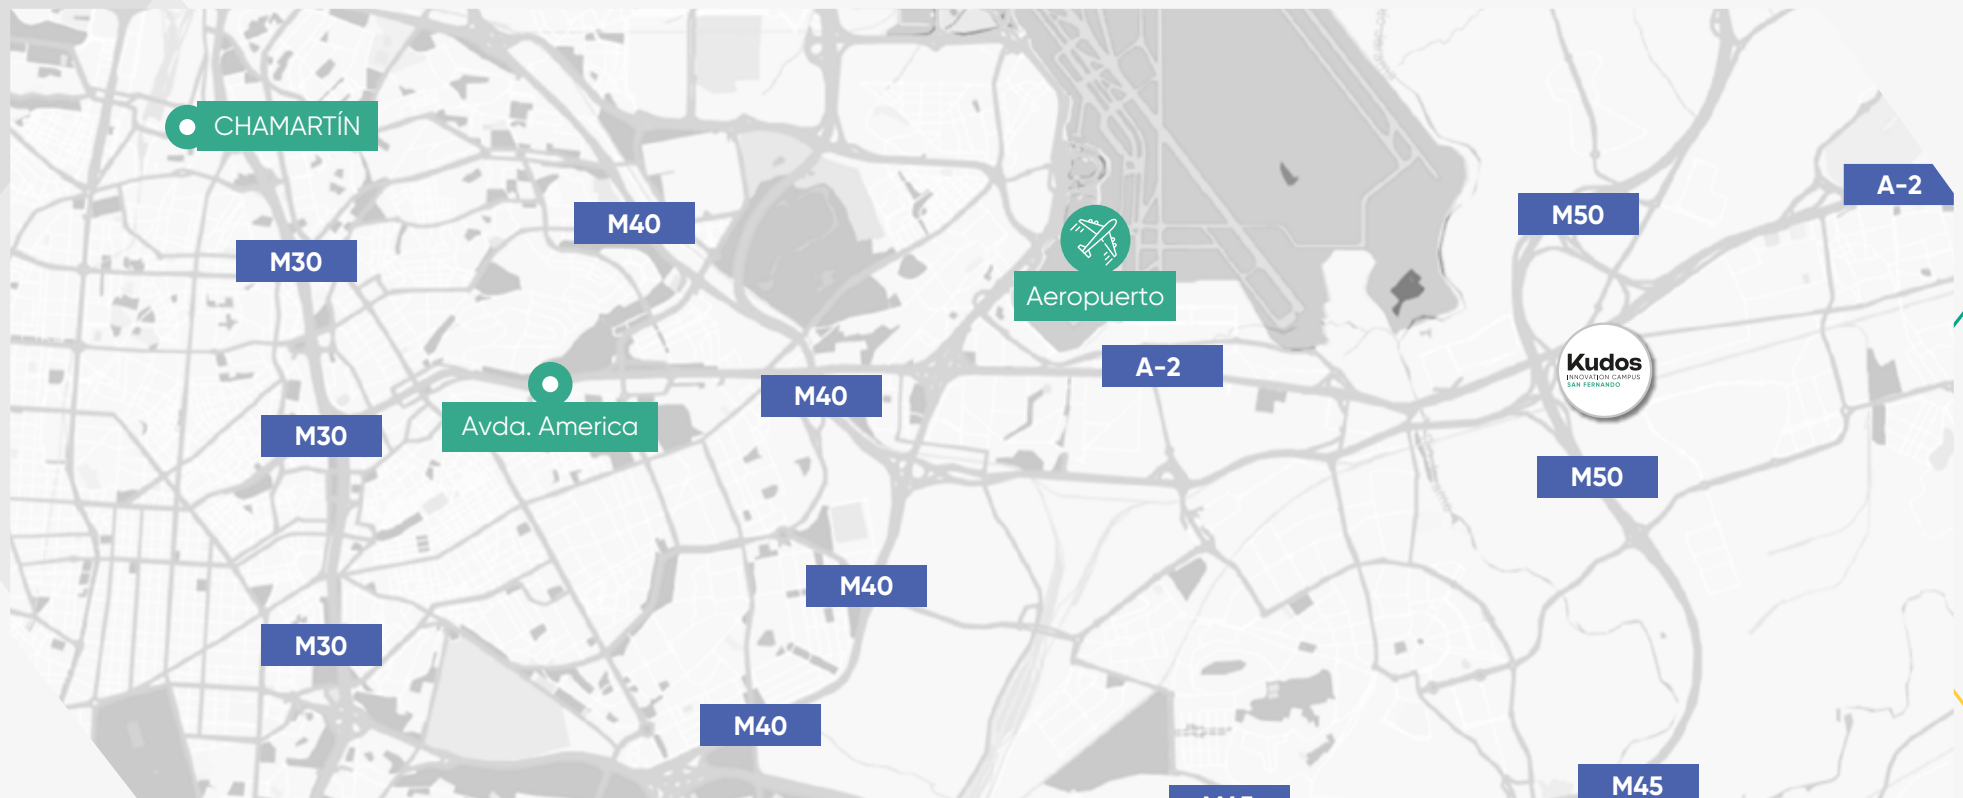 CHAMARTÍN
A-2
M50
M40
M30
Aeropuerto
Kudos
INNOVATION CAMPUS
SAN FERNANDO
A-2
M40
Avda. America
M30
M50
M40
M30
M40
M45